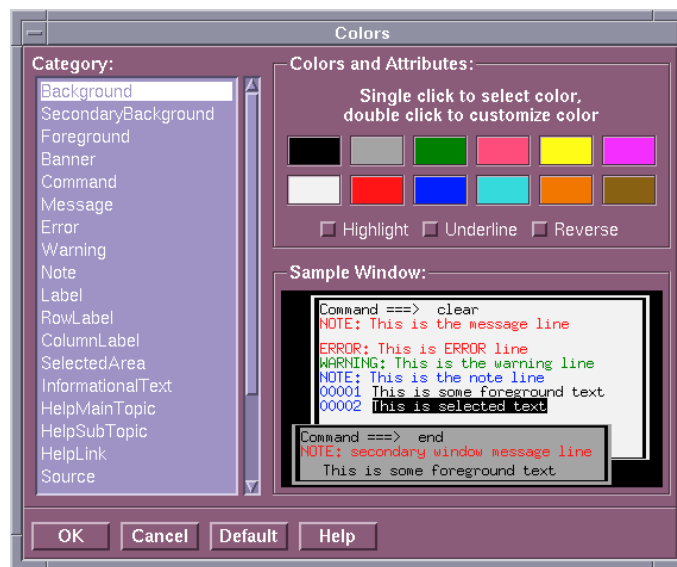 Colors
Category:
Background
SecondaryBackground
Foreground
Banner
Command
Message
Error
Warning
Note
Label
RowLabel
ColumnLabel
SelectedArea
InformationalText
HelpMainTopic
HelpSubTopic
HelpLink
Source
Colors and Attributes:
Single click to select color,
double click to customize color
Highlight Underline Reverse
Sample Window:
Command ===> clear
NOTE: This is the message line
ERROR: This is ERROR line
WARNING: This is the warning line
NOTE: This is the note line
00001 This is some foreground text
00002 This is selected text
Command ===> end
NOTE: secondary window message line
This is some foreground text
OK Cancel Default Help